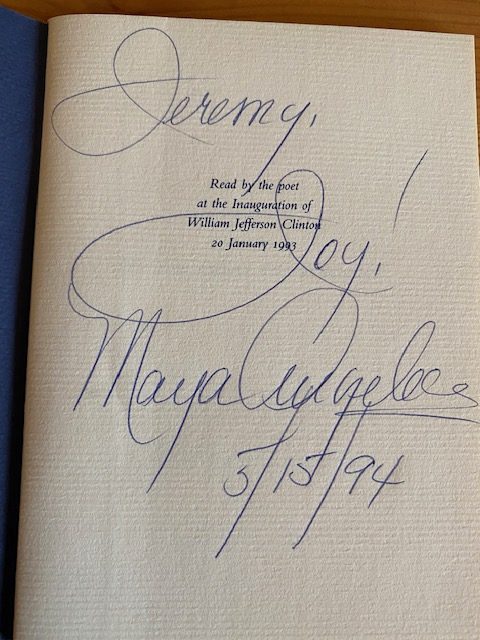 Jeremy,
Read by the poet
at the Inauguration of
William Jefferson Clinton
20 January 1993
Joy!
Maya Angelou
5/15/94